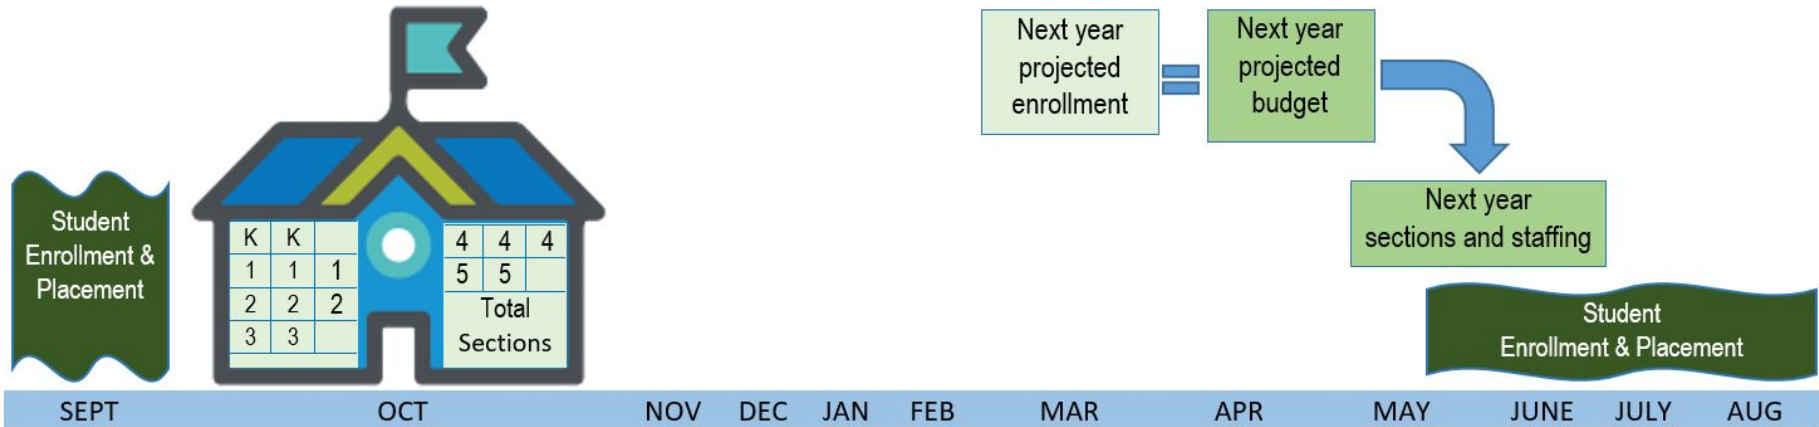 Next year
projected
enrollment
Next year
projected
budget
Next year
sections and staffing
Student
Enrollment &
Placement
K K
1 1 1
2 2 2
3 3
4 4 4
5 5
Total
Sections
Student
Enrollment & Placement
SEPT OCT NOV DEC JAN FEB MAR APR MAY JUNE JULY AUG